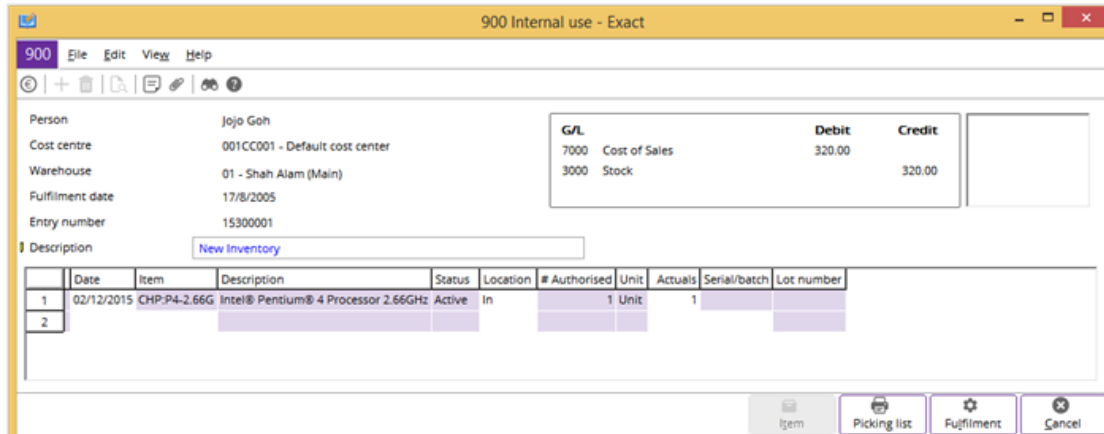 900 Internal use - Exact
900 File Edit View Help
Person Jojo Goh
Cost centre 001CC001 - Default cost center
Warehouse 01 - Shah Alam (Main)
Fulfilment date 17/8/2005
Entry number 15300001
Description New Inventory
G/L Debit Credit
7000 Cost of Sales 320.00
3000 Stock 320.00
Date Item Description Status Location # Authorised Unit Actuals Serial/batch Lot number
1 02/12/2015 CHP:P4-2.66G Intel® Pentium® 4 Processor 2.66GHz Active In 1 Unit 1
2
Item Picking list Fulfilment Cancel